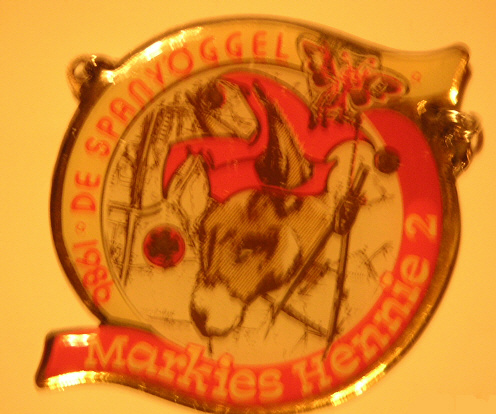 1986 © DE SPANVOGGEL
Markies Hennie 2